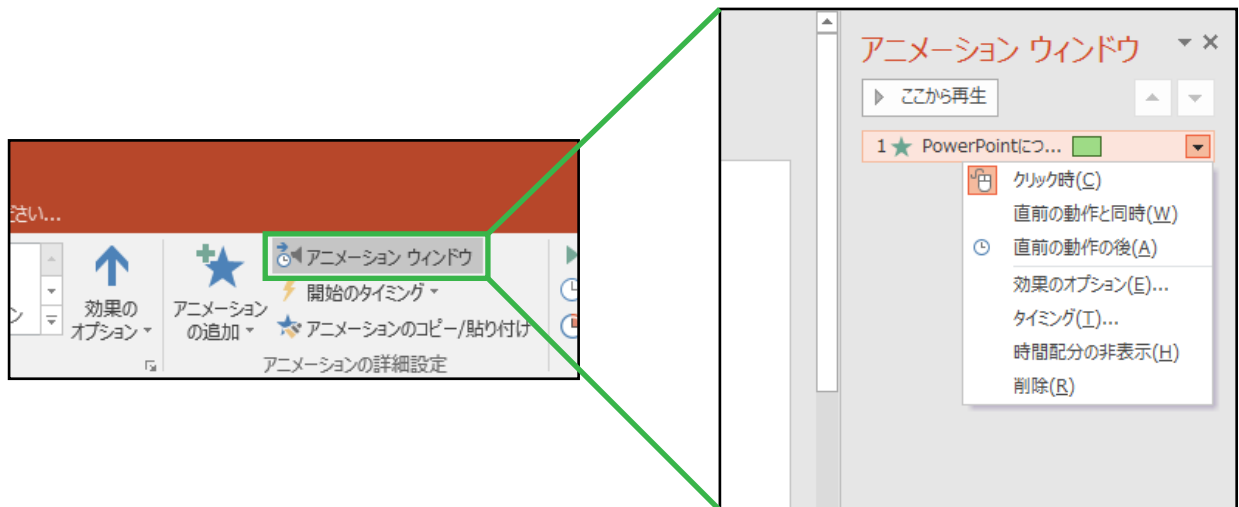 ださい...
アニメーション ウィンドウ
開始のタイミング
アニメーションのコピー/貼り付け
効果の
オプション
アニメーション
の追加
アニメーションの詳細設定
アニメーション ウィンドウ
ここから再生
1 PowerPointにつ...
クリック時(C)
直前の動作と同時(W)
直前の動作の後(A)
効果のオプション(E)...
タイミング(T)...
時間配分の非表示(H)
削除(R)